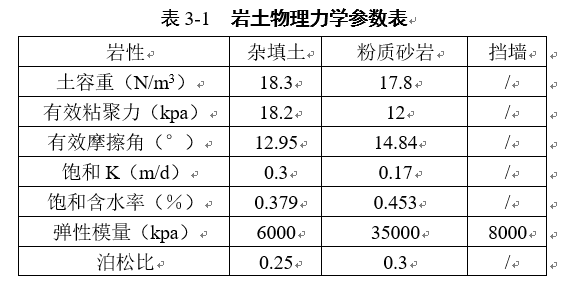 表 3-1 岩土物理力学参数表
岩性 杂填土 粉质砂岩 挡墙
土容重（N/m³） 18.3 17.8 /
有效粘聚力（kpa） 18.2 12 /
有效摩擦角（°） 12.95 14.84 /
饱和 K（m/d） 0.3 0.17 /
饱和含水率（%） 0.379 0.453 /
弹性模量（kpa） 6000 35000 8000
泊松比 0.25 0.3 /